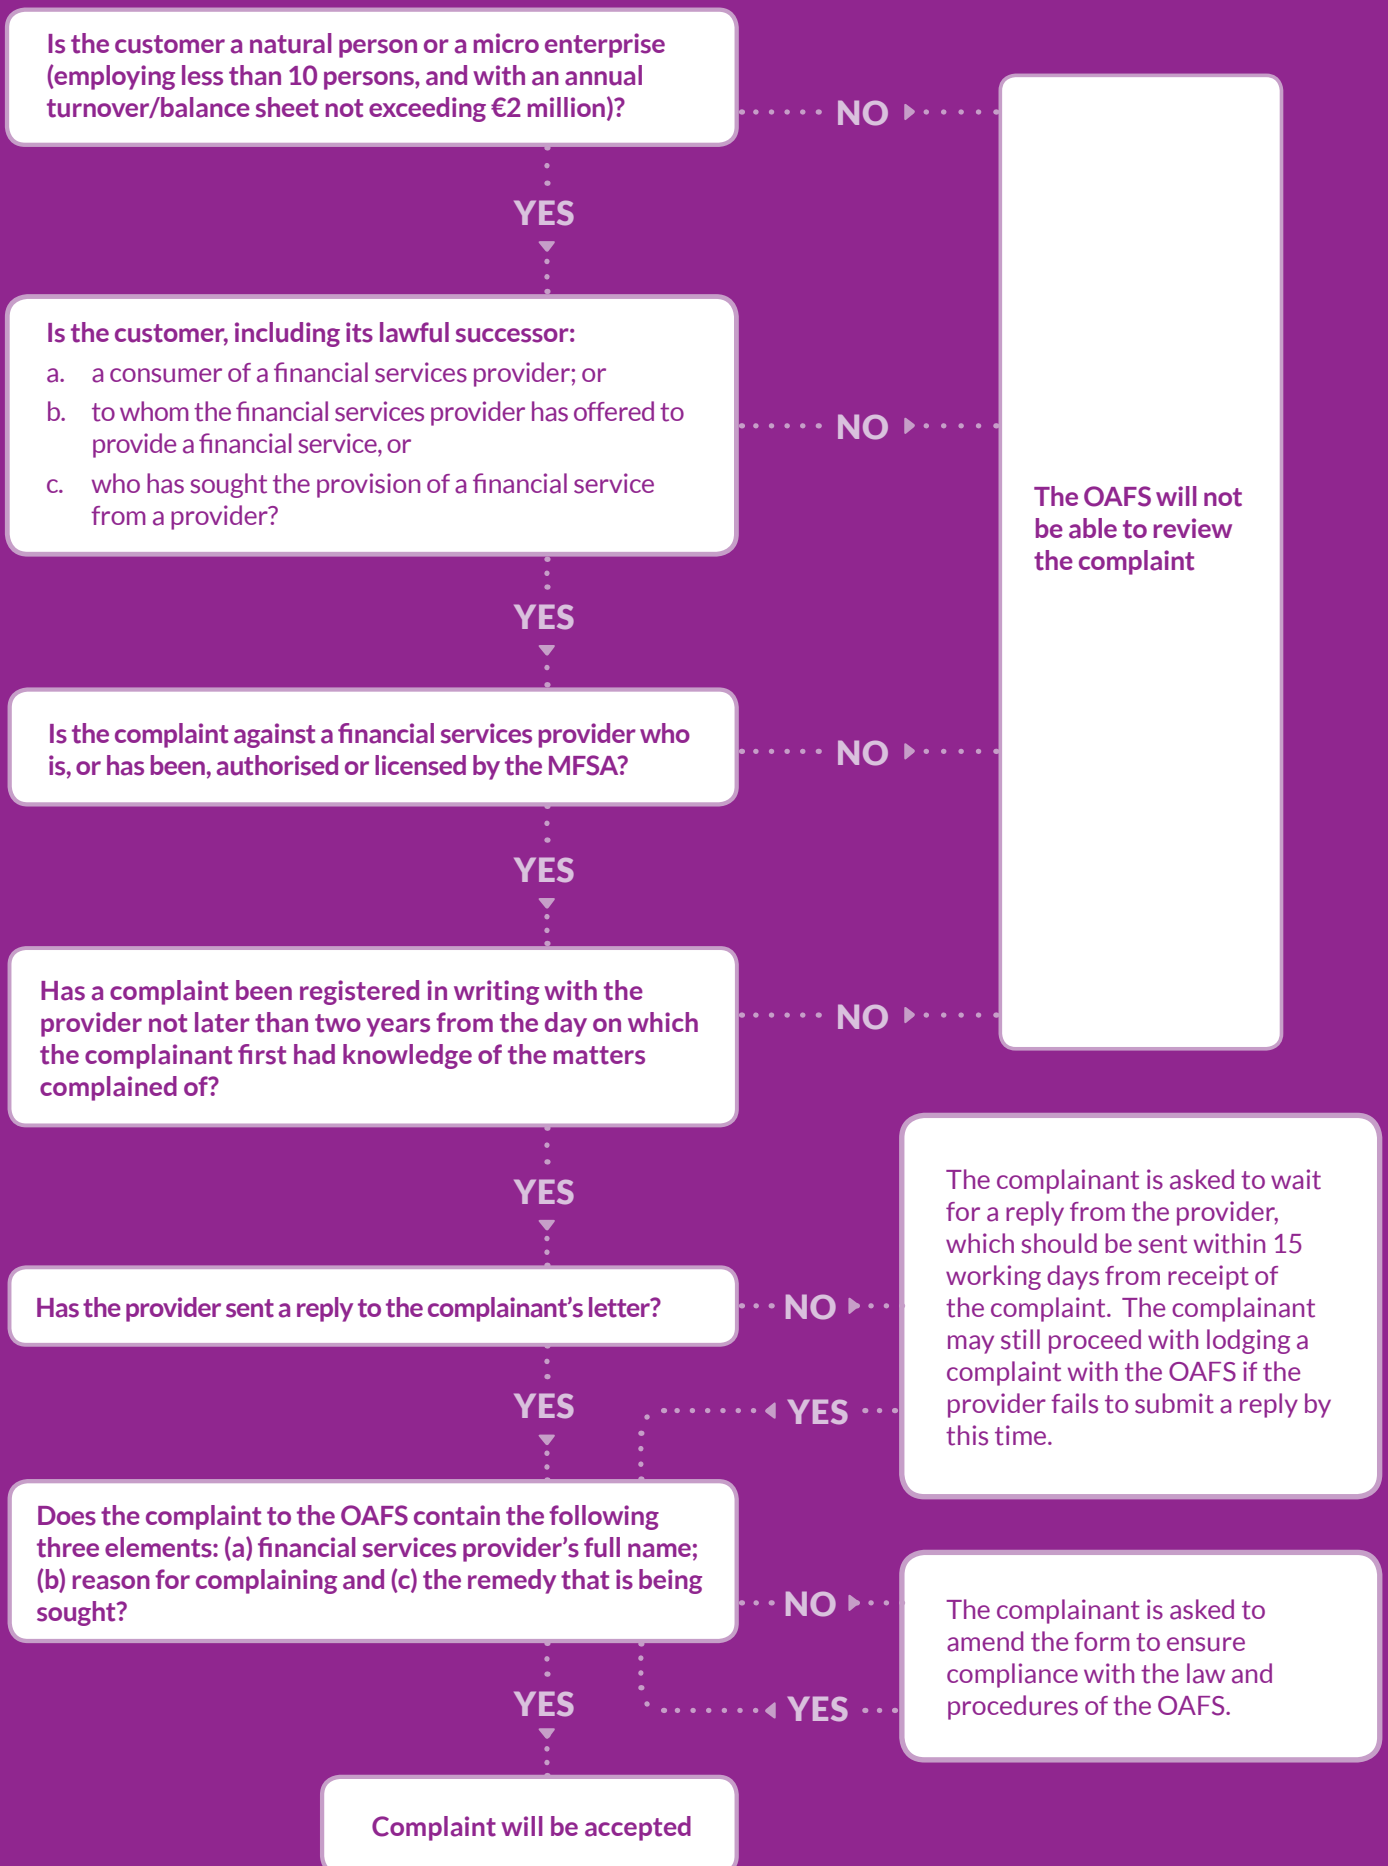 Is the customer a natural person or a micro enterprise
(employing less than 10 persons, and with an annual
turnover/balance sheet not exceeding €2 million)?
NO
YES
Is the customer, including its lawful successor:
a. a consumer of a financial services provider; or
b. to whom the financial services provider has offered to
provide a financial service, or
c. who has sought the provision of a financial service
from a provider?
NO
The OAFS will not
be able to review
the complaint
YES
Is the complaint against a financial services provider who
is, or has been, authorised or licensed by the MFSA?
NO
YES
Has a complaint been registered in writing with the
provider not later than two years from the day on which
the complainant first had knowledge of the matters
complained of?
NO
YES
Has the provider sent a reply to the complainant's letter?
NO
The complainant is asked to wait
for a reply from the provider,
which should be sent within 15
working days from receipt of
the complaint. The complainant
may still proceed with lodging a
complaint with the OAFS if the
provider fails to submit a reply by
this time.
YES
YES
Does the complaint to the OAFS contain the following
three elements: (a) financial services provider's full name;
(b) reason for complaining and (c) the remedy that is being
sought?
NO
The complainant is asked to
amend the form to ensure
compliance with the law and
procedures of the OAFS.
YES
YES
Complaint will be accepted